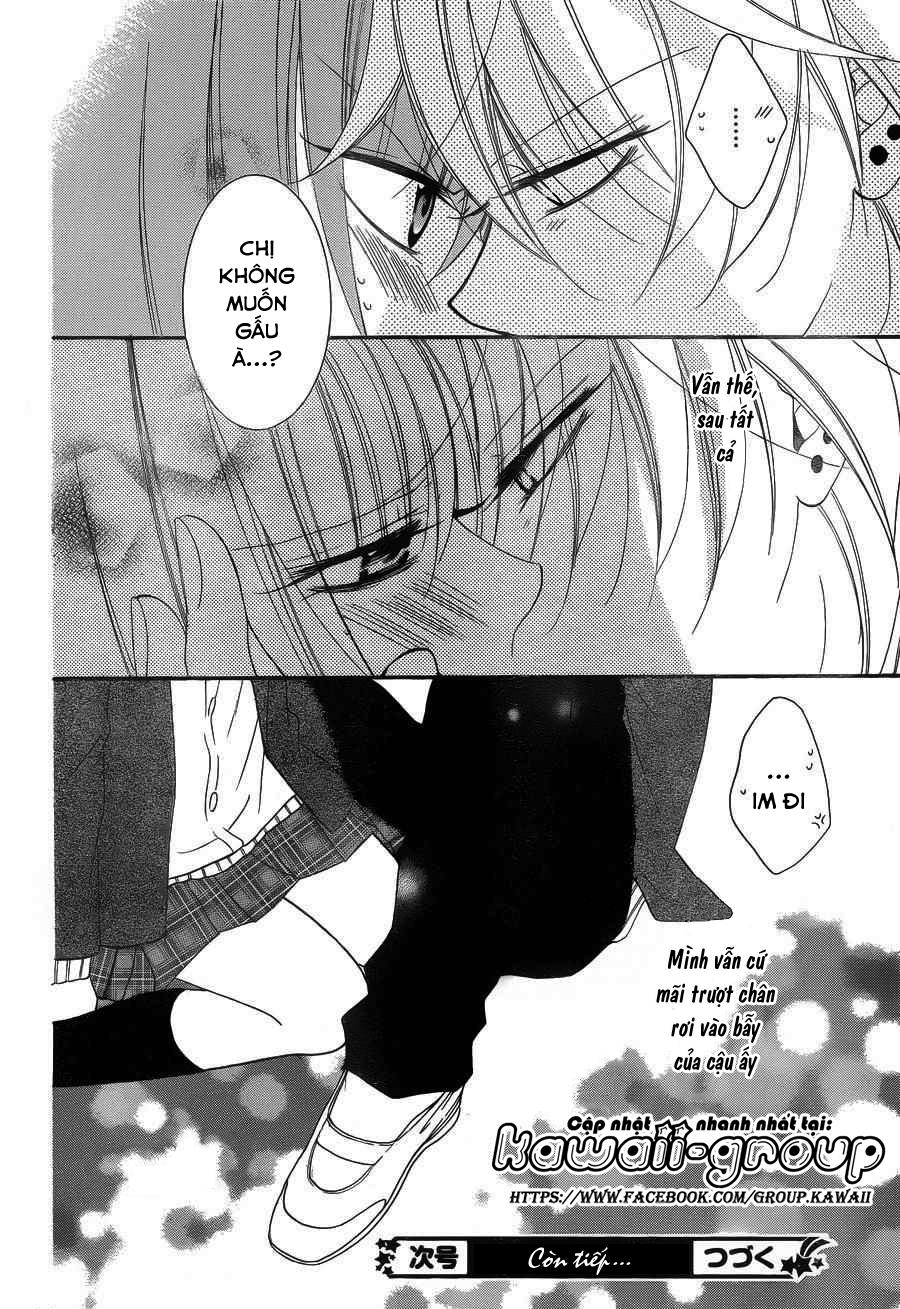 ......
CHỊ
KHÔNG
MUỐN
GẤU
À...?
Vẫn thế,
sau tất
cả
...
IM ĐI
Mình vẫn cứ
mãi trượt chân
rơi vào bẫy
của cậu ấy
Cập nhật nhanh nhất tại:
kawaii-group
HTTPS://WWW.FACEBOOK.COM/GROUP.KAWAII
次号 Còn tiếp... つづく